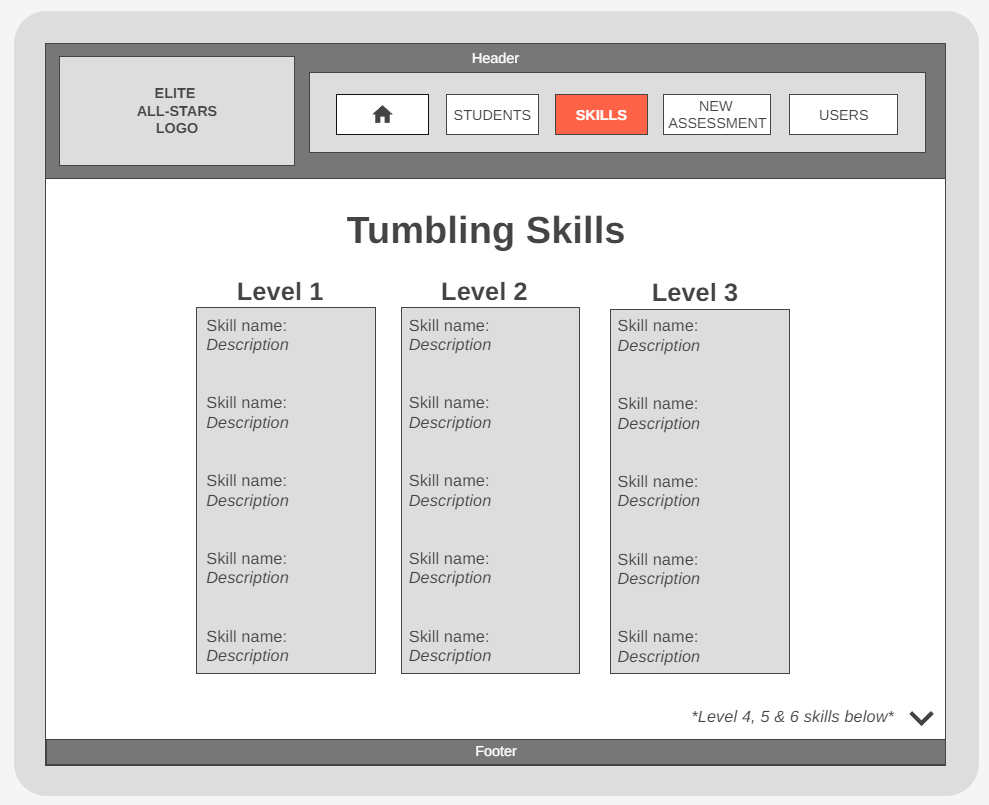 Header
ELITE
ALL-STARS
LOGO
STUDENTS
SKILLS
NEW
ASSESSMENT
USERS
Tumbling Skills
Level 1
Skill name:
Description
Skill name:
Description
Skill name:
Description
Skill name:
Description
Skill name:
Description
Level 2
Skill name:
Description
Skill name:
Description
Skill name:
Description
Skill name:
Description
Skill name:
Description
Level 3
Skill name:
Description
Skill name:
Description
Skill name:
Description
Skill name:
Description
Skill name:
Description
*Level 4, 5 & 6 skills below*
Footer